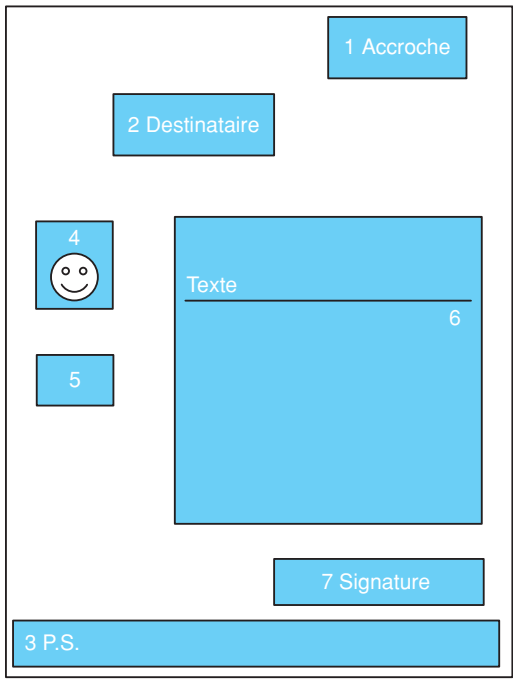 1 Accroche
2 Destinataire
4
Texte
6
5
7 Signature
3 P.S.